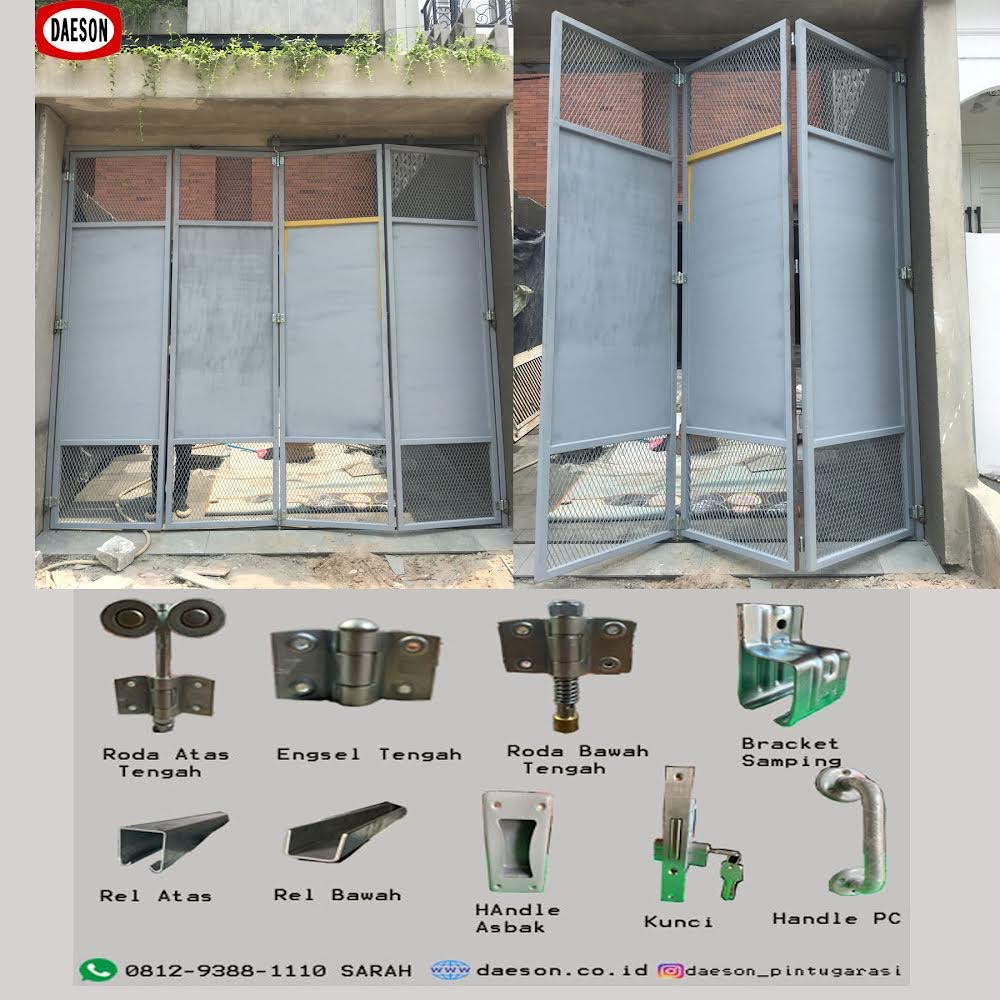 DAESON
Roda Atas
Tengah
Engsel Tengah
Roda Bawah
Tengah
Bracket
Samping
Rel Atas
Rel Bawah
HAndle
Asbak
Kunci
Handle PC
0812-9388-1110 SARAH
www daeson.co.id
daeson_pintugarasi